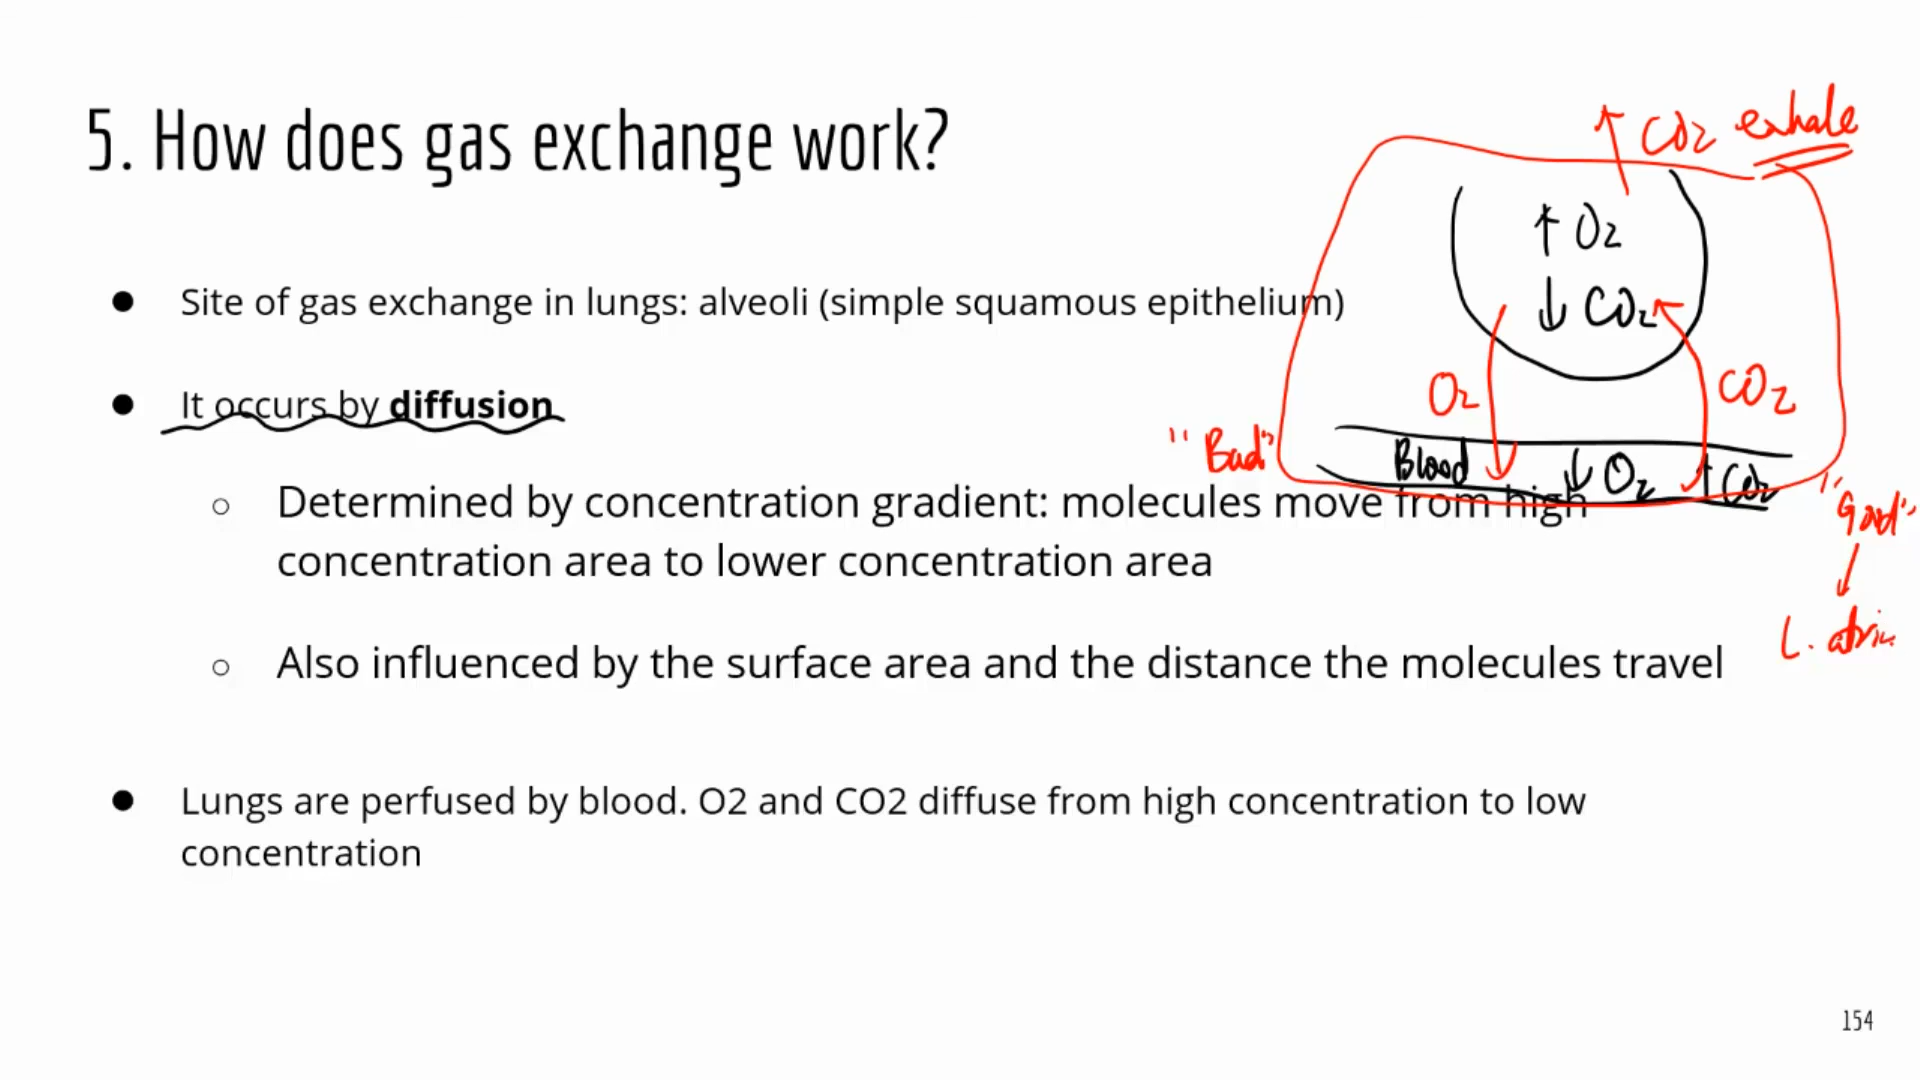 5. How does gas exchange work?
↑ CO2 exhale
↑ O2
● Site of gas exchange in lungs: alveoli (simple squamous epithelium)
↓ CO2
● It occurs by diffusion
O2
CO2
"Bad"
Blood
↓ O2
↑ CO2
○ Determined by concentration gradient: molecules move from high
concentration area to lower concentration area
"Good"
L.
○ Also influenced by the surface area and the distance the molecules travel
● Lungs are perfused by blood. O2 and CO2 diffuse from high concentration to low
concentration
154